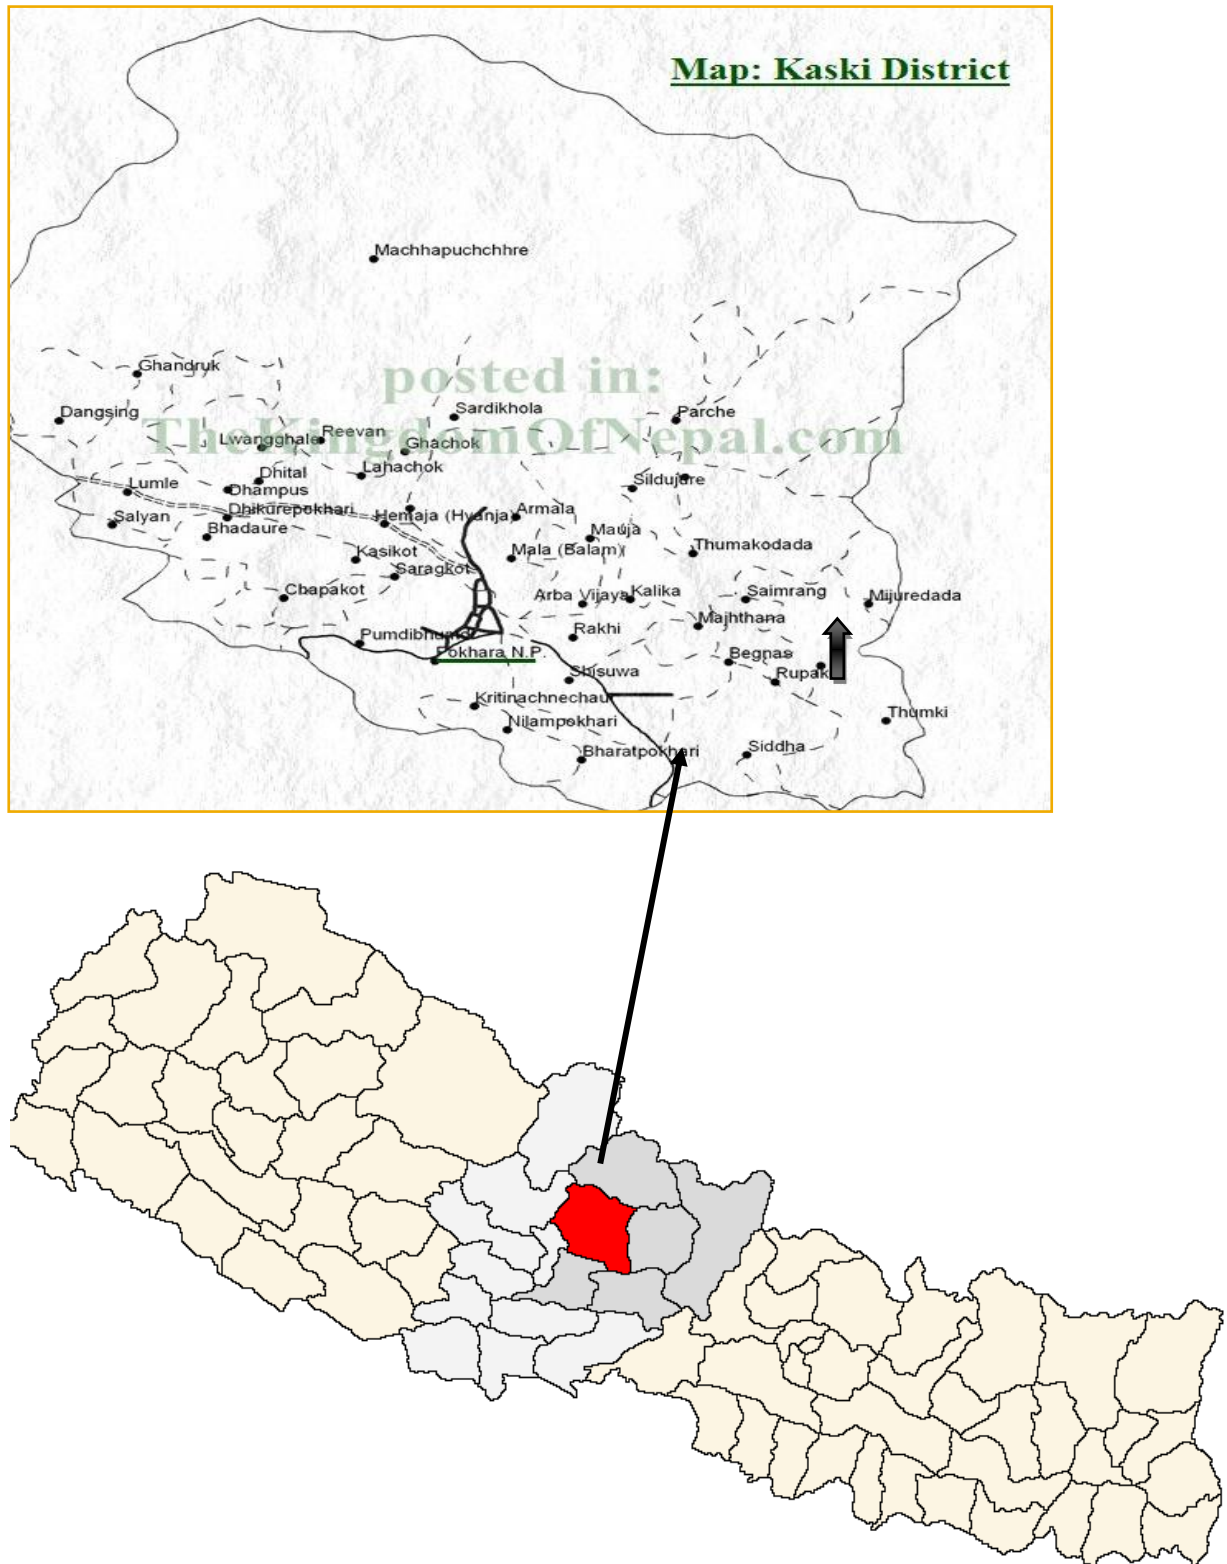 Map: Kaski District
Machhapuchchhre
posted in:
TheKingdomOfNepal.com
Ghandruk
Dangsing
Sardikhola
Parche
Reevan
Lwangghale
Ghachok
Lahachok
Dhital
Lumle
Dhampus
Sildujure
Dhikurepokhari
Salyan
Hemaja (Hyanja)
Armala
Bhadaure
Mauja
Mala (Balam)
Thumakodada
Kasikot
Saragkot
Chapakot
Arba Vijaya
Kalika
Saimrang
Mijuredada
Majhthana
Rakhi
Pumdibhumdi
Pokhara N.P.
Begnas
Shisuwa
Kritinachnechaur
Thumki
Nilampokhari
Siddha
Bharatpokhari